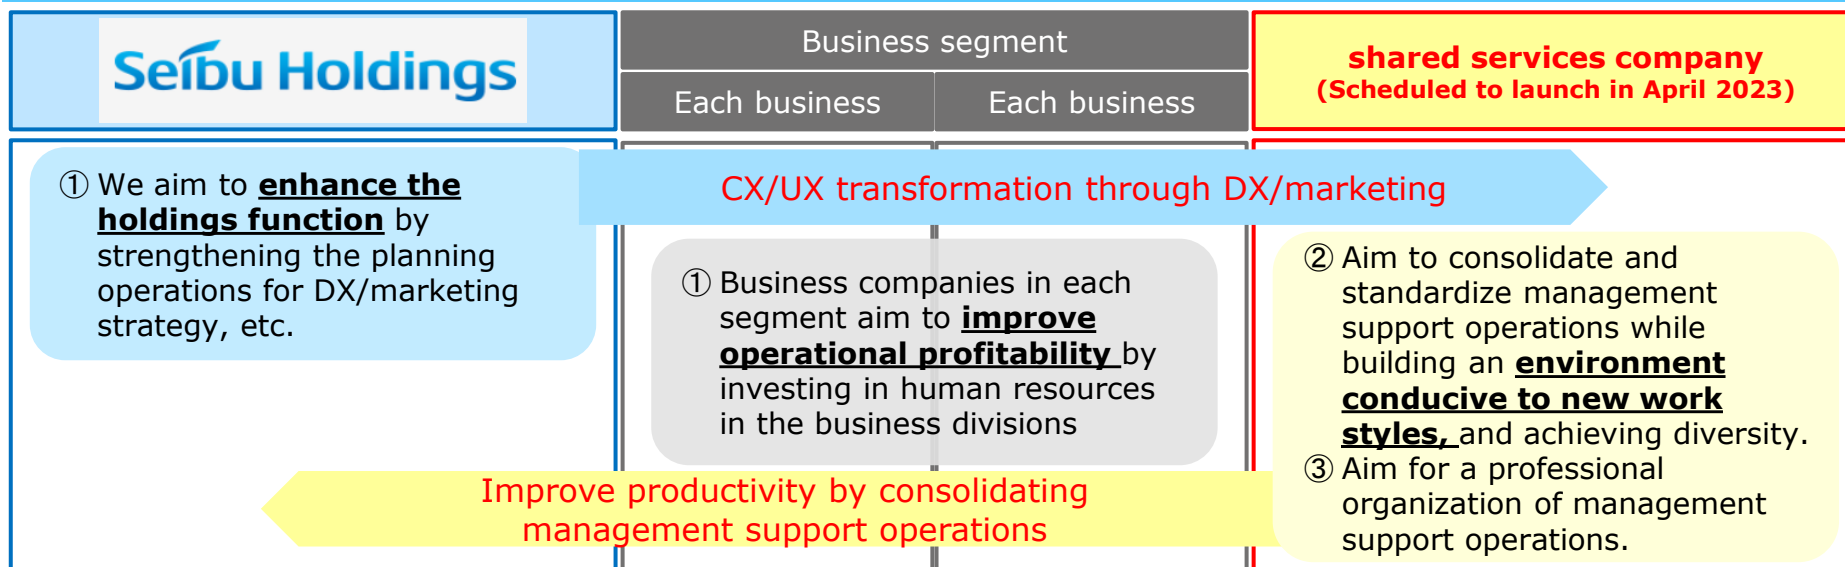 Seibu Holdings
Business segment
Each business
Each business
shared services company
(Scheduled to launch in April 2023)
① We aim to enhance the
holdings function by
strengthening the planning
operations for DX/marketing
strategy, etc.
CX/UX transformation through DX/marketing
① Business companies in each
segment aim to improve
operational profitability by
investing in human resources
in the business divisions
② Aim to consolidate and
standardize management
support operations while
building an environment
conducive to new work
styles, and achieving diversity.
③ Aim for a professional
organization of management
support operations.
Improve productivity by consolidating
management support operations